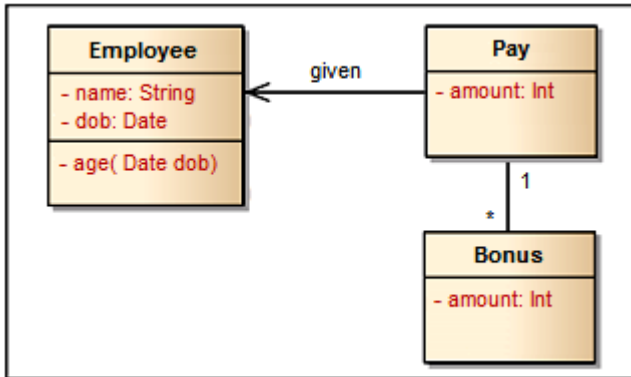 Employee
- name: String
- dob: Date
- age( Date dob)
given
Pay
- amount: Int
1
*
Bonus
- amount: Int